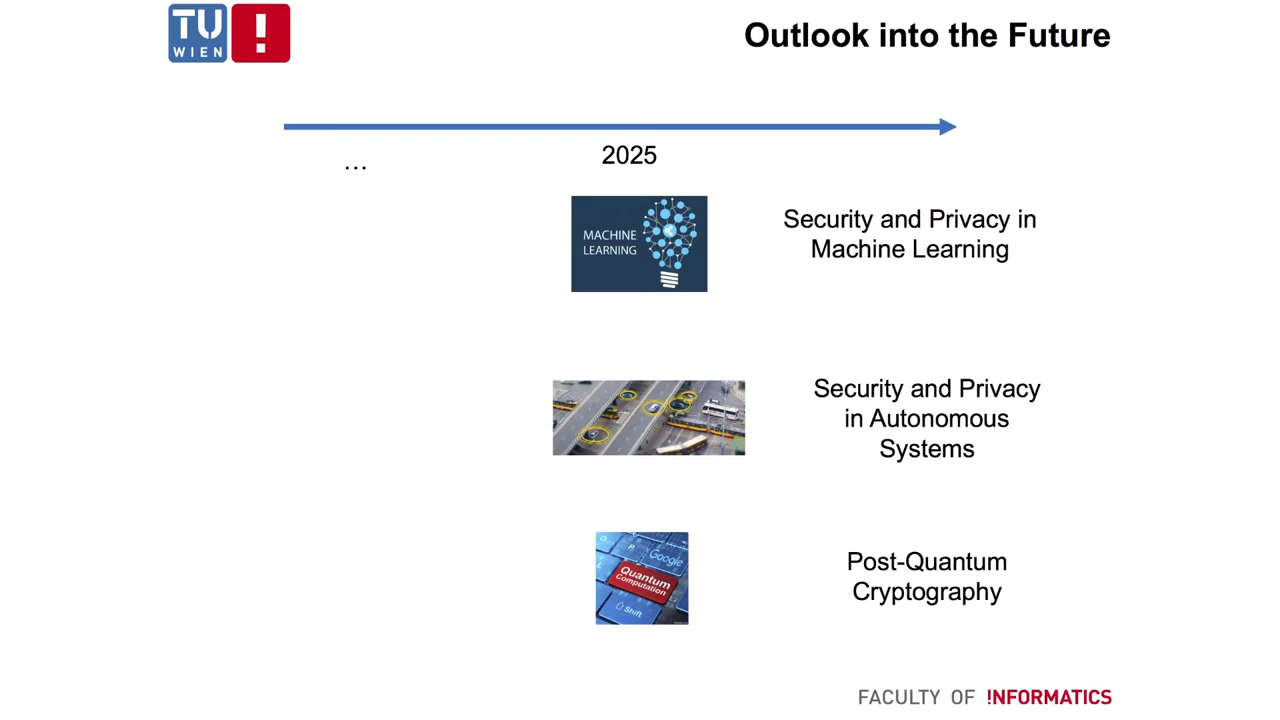 TU
WIEN
!
Outlook into the Future
...
2025
MACHINE
LEARNING
Security and Privacy in
Machine Learning
Security and Privacy
in Autonomous
Systems
Google
Quantum
Computation
Shift
Post-Quantum
Cryptography
FACULTY OF !NFORMATICS